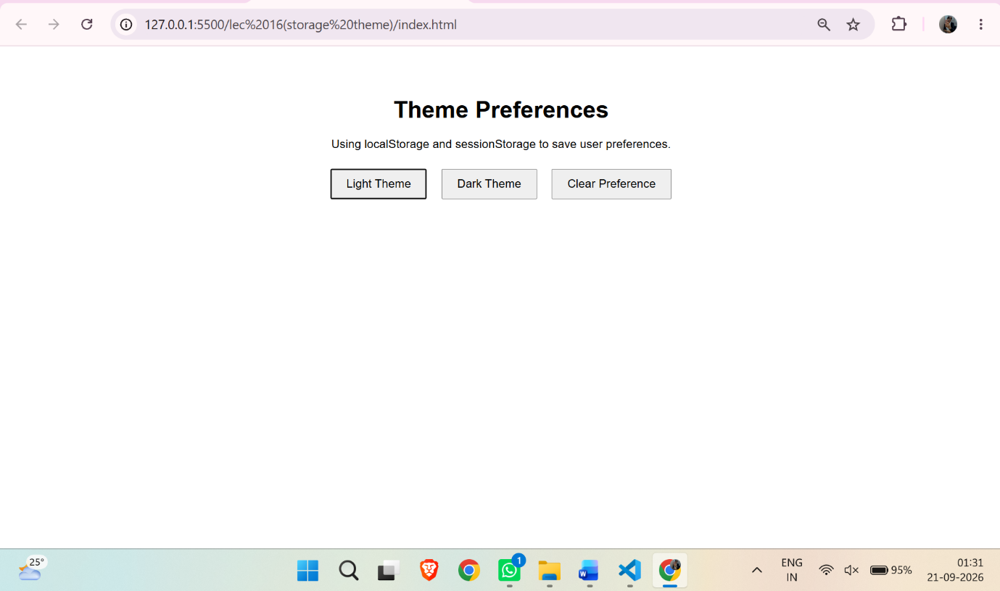 127.0.0.1:5500/lec%2016(storage%20theme)/index.html
Theme Preferences
Using localStorage and sessionStorage to save user preferences.
Light Theme
Dark Theme
Clear Preference
25°
W
1
ENG
IN
95%
01:31
21-09-2026